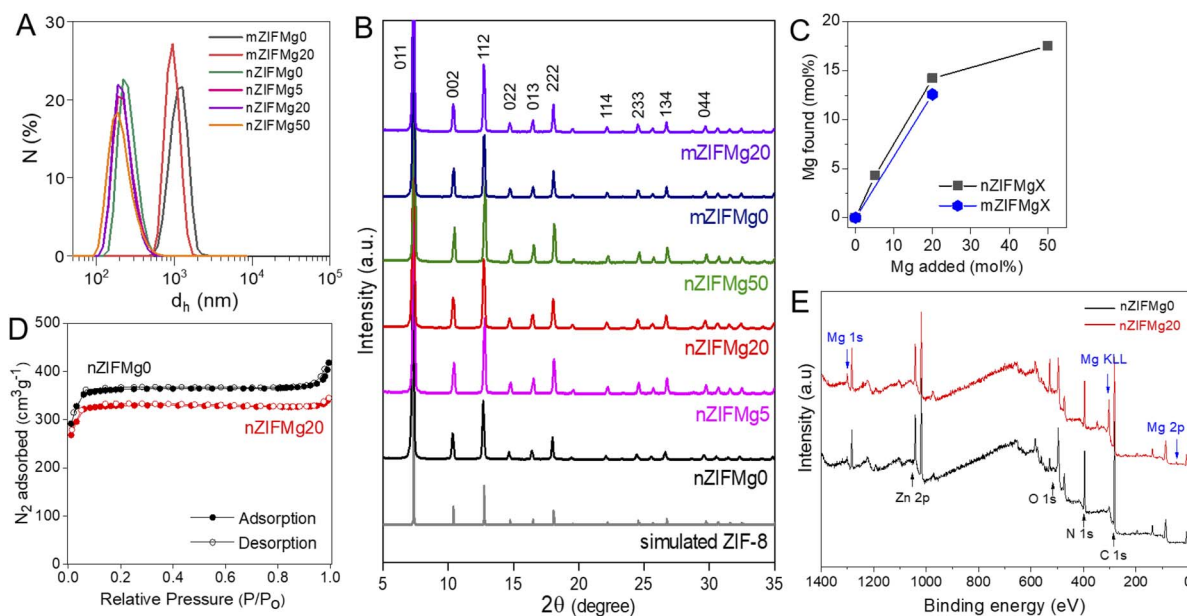 A
mZIFMg0
mZIFMg20
nZIFMg0
nZIFMg5
nZIFMg20
nZIFMg50
30
20
10
0
N (%)
10² 10³ 10⁴ 10⁵
dh (nm)
B
011
002
112
022
013
222
114
233
134
044
mZIFMg20
mZIFMg0
nZIFMg50
nZIFMg20
nZIFMg5
nZIFMg0
simulated ZIF-8
Intensity (a.u.)
5 10 15 20 25 30 35
2θ (degree)
C
20
15
10
5
0
Mg found (mol%)
nZIFMgX
mZIFMgX
0 10 20 30 40 50
Mg added (mol%)
D
500
400
300
200
100
0
N₂ adsorbed (cm³g⁻¹)
nZIFMg0
nZIFMg20
Adsorption
Desorption
0.0 0.2 0.4 0.6 0.8 1.0
Relative Pressure (P/Po)
E
nZIFMg0
nZIFMg20
Mg 1s
Mg KLL
Mg 2p
Zn 2p
O 1s
N 1s
C 1s
Intensity (a.u)
1400 1200 1000 800 600 400 200 0
Binding energy (eV)